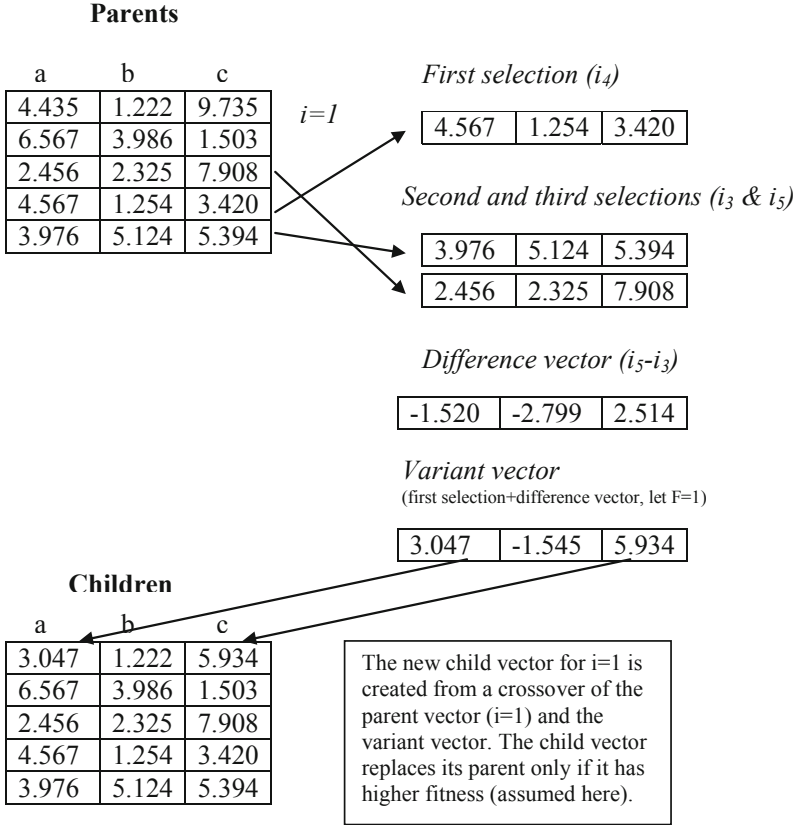 Parents
a b c
4.435 1.222 9.735
6.567 3.986 1.503
2.456 2.325 7.908
4.567 1.254 3.420
3.976 5.124 5.394
i=1
First selection (i4)
4.567 1.254 3.420
Second and third selections (i3 & i5)
3.976 5.124 5.394
2.456 2.325 7.908
Difference vector (i5-i3)
-1.520 -2.799 2.514
Variant vector
(first selection+difference vector, let F=1)
3.047 -1.545 5.934
Children
a b c
3.047 1.222 5.934
6.567 3.986 1.503
2.456 2.325 7.908
4.567 1.254 3.420
3.976 5.124 5.394
The new child vector for i=1 is
created from a crossover of the
parent vector (i=1) and the
variant vector. The child vector
replaces its parent only if it has
higher fitness (assumed here).